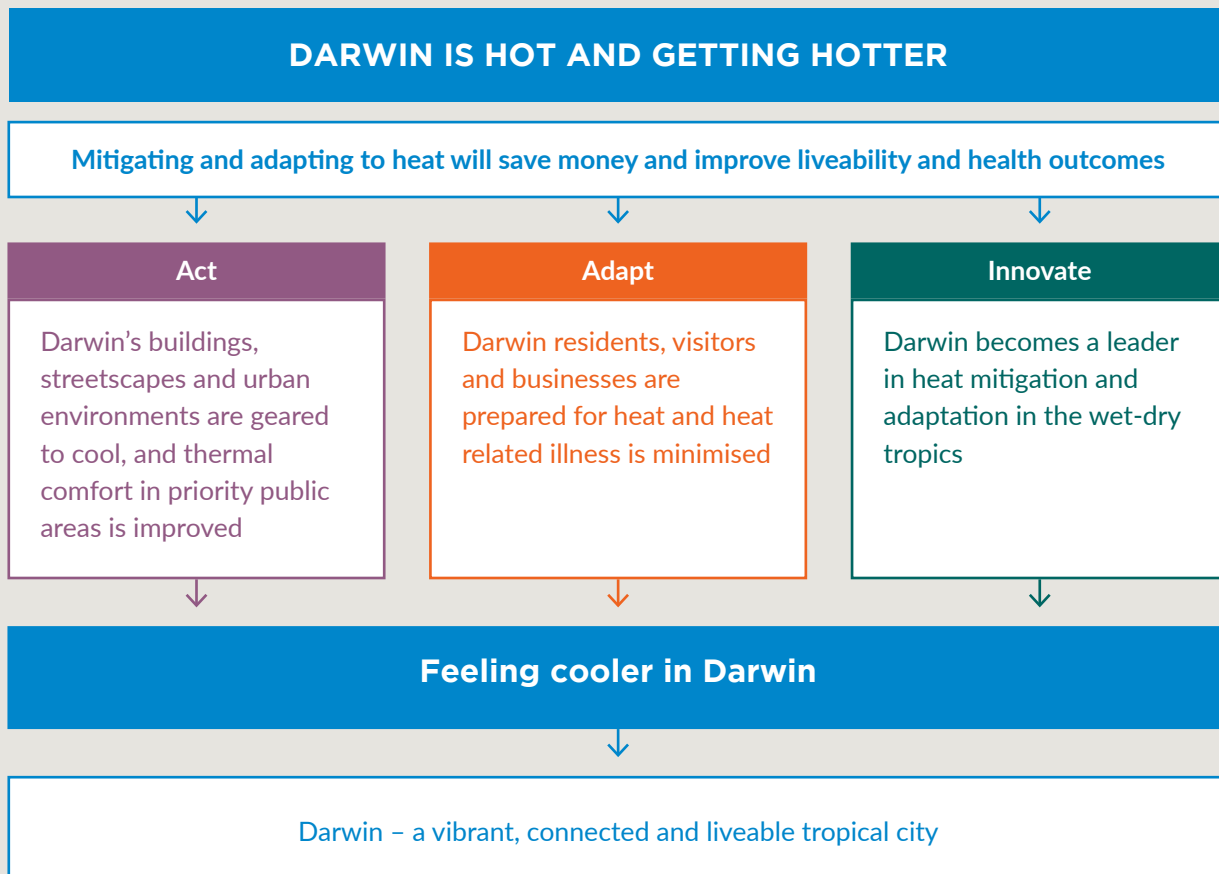 DARWIN IS HOT AND GETTING HOTTER
Mitigating and adapting to heat will save money and improve liveability and health outcomes
Act
Darwin’s buildings,
streetscapes and urban
environments are geared
to cool, and thermal
comfort in priority public
areas is improved
Adapt
Darwin residents, visitors
and businesses are
prepared for heat and heat
related illness is minimised
Innovate
Darwin becomes a leader
in heat mitigation and
adaptation in the wet-dry
tropics
Feeling cooler in Darwin
Darwin – a vibrant, connected and liveable tropical city